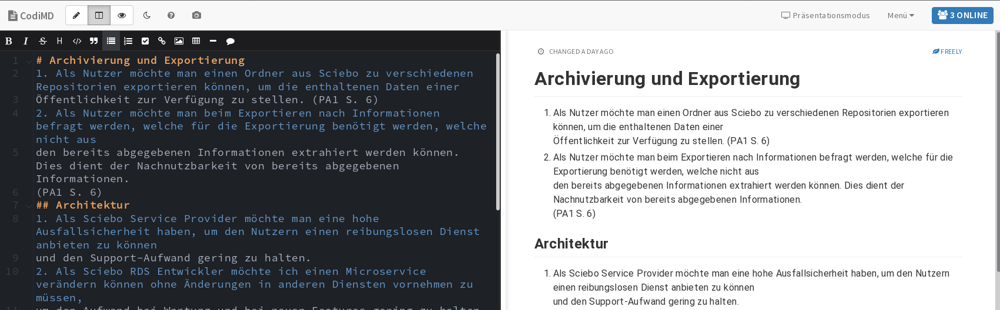 CodiMD
Präsentationsmodus
Menü
3 ONLINE
B I S H
1 # Archivierung und Exportierung
2 1. Als Nutzer möchte man einen Ordner aus Sciebo zu verschiedenen
Repositorien exportieren können, um die enthaltenen Daten einer
3 Öffentlichkeit zur Verfügung zu stellen. (PA1 S. 6)
4 2. Als Nutzer möchte man beim Exportieren nach Informationen
befragt werden, welche für die Exportierung benötigt werden, welche
nicht aus
5 den bereits abgegebenen Informationen extrahiert werden können.
Dies dient der Nachnutzbarkeit von bereits abgegebenen
Informationen.
6 (PA1 S. 6)
7 ## Architektur
8 1. Als Sciebo Service Provider möchte man eine hohe
Ausfallsicherheit haben, um den Nutzern einen reibungslosen Dienst
anbieten zu können
9 und den Support-Aufwand gering zu halten.
10 2. Als Sciebo RDS Entwickler möchte ich einen Microservice
verändern können ohne Änderungen in anderen Diensten vornehmen zu
müssen,
11 um den Aufwand bei Wartung und bei neuen Features gering zu halten.
CHANGED A DAY AGO
FREELY
Archivierung und Exportierung
1. Als Nutzer möchte man einen Ordner aus Sciebo zu verschiedenen Repositorien exportieren
können, um die enthaltenen Daten einer
Öffentlichkeit zur Verfügung zu stellen. (PA1 S. 6)
2. Als Nutzer möchte man beim Exportieren nach Informationen befragt werden, welche für die
Exportierung benötigt werden, welche nicht aus
den bereits abgegebenen Informationen extrahiert werden können. Dies dient der
Nachnutzbarkeit von bereits abgegebenen Informationen.
(PA1 S. 6)
Architektur
1. Als Sciebo Service Provider möchte man eine hohe Ausfallsicherheit haben, um den Nutzern
einen reibungslosen Dienst anbieten zu können
und den Support-Aufwand gering zu halten.